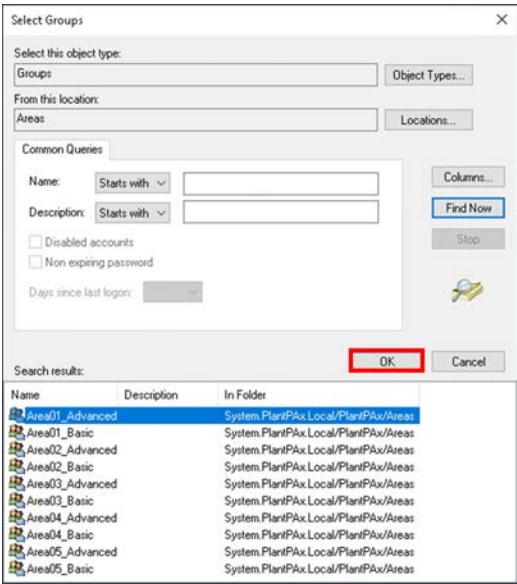 Select Groups
Select this object type:
Groups
Object Types...
From this location:
Areas
Locations...
Common Queries
Name: Starts with
Columns...
Description: Starts with
Find Now
Disabled accounts
Stop
Non expiring password
Days since last logon:
OK Cancel
Search results:
Name Description In Folder
Area01_Advanced System.PlantPAx.Local/PlantPAx/Areas
Area01_Basic System.PlantPAx.Local/PlantPAx/Areas
Area02_Advanced System.PlantPAx.Local/PlantPAx/Areas
Area02_Basic System.PlantPAx.Local/PlantPAx/Areas
Area03_Advanced System.PlantPAx.Local/PlantPAx/Areas
Area03_Basic System.PlantPAx.Local/PlantPAx/Areas
Area04_Advanced System.PlantPAx.Local/PlantPAx/Areas
Area04_Basic System.PlantPAx.Local/PlantPAx/Areas
Area05_Advanced System.PlantPAx.Local/PlantPAx/Areas
Area05_Basic System.PlantPAx.Local/PlantPAx/Areas